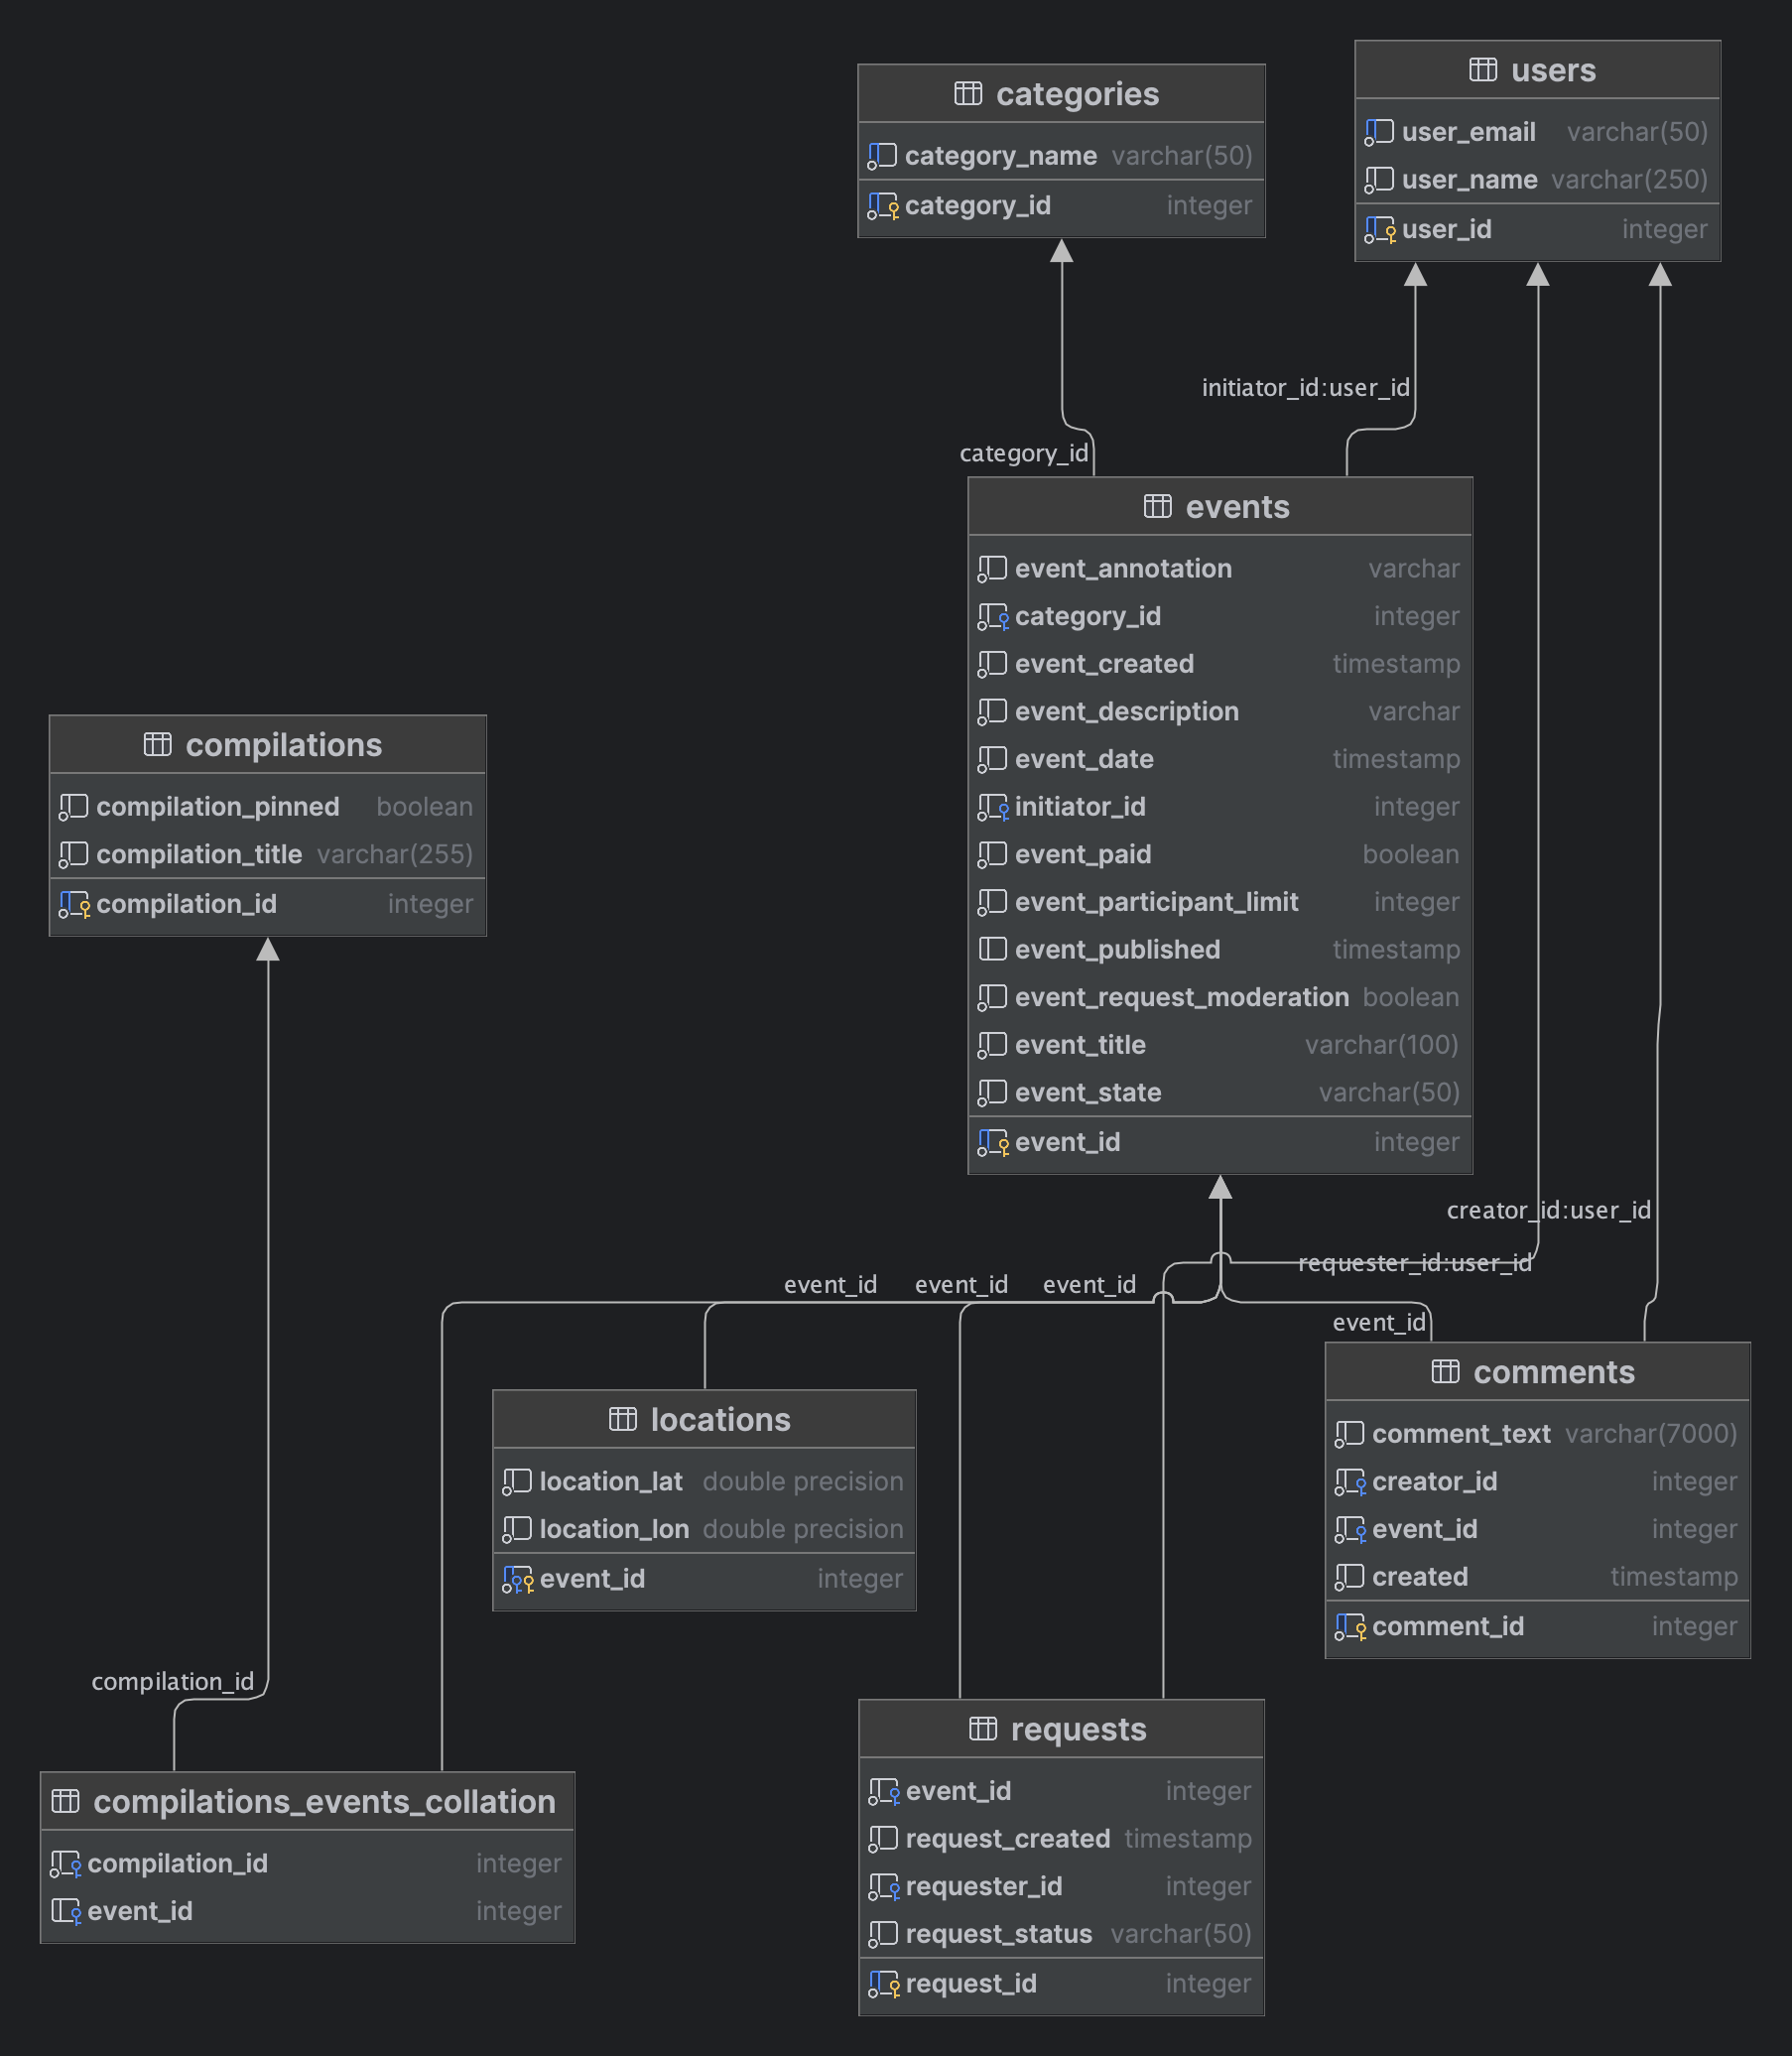 categories
category_name varchar(50)
category_id integer
users
user_email varchar(50)
user_name varchar(250)
user_id integer
initiator_id:user_id
category_id
events
event_annotation varchar
category_id integer
event_created timestamp
event_description varchar
event_date timestamp
initiator_id integer
event_paid boolean
event_participant_limit integer
event_published timestamp
event_request_moderation boolean
event_title varchar(100)
event_state varchar(50)
event_id integer
compilations
compilation_pinned boolean
compilation_title varchar(255)
compilation_id integer
creator_id:user_id
requester_id:user_id
event_id event_id event_id
event_id
locations
location_lat double precision
location_lon double precision
event_id integer
comments
comment_text varchar(7000)
creator_id integer
event_id integer
created timestamp
comment_id integer
compilation_id
compilations_events_collation
compilation_id integer
event_id integer
requests
event_id integer
request_created timestamp
requester_id integer
request_status varchar(50)
request_id integer